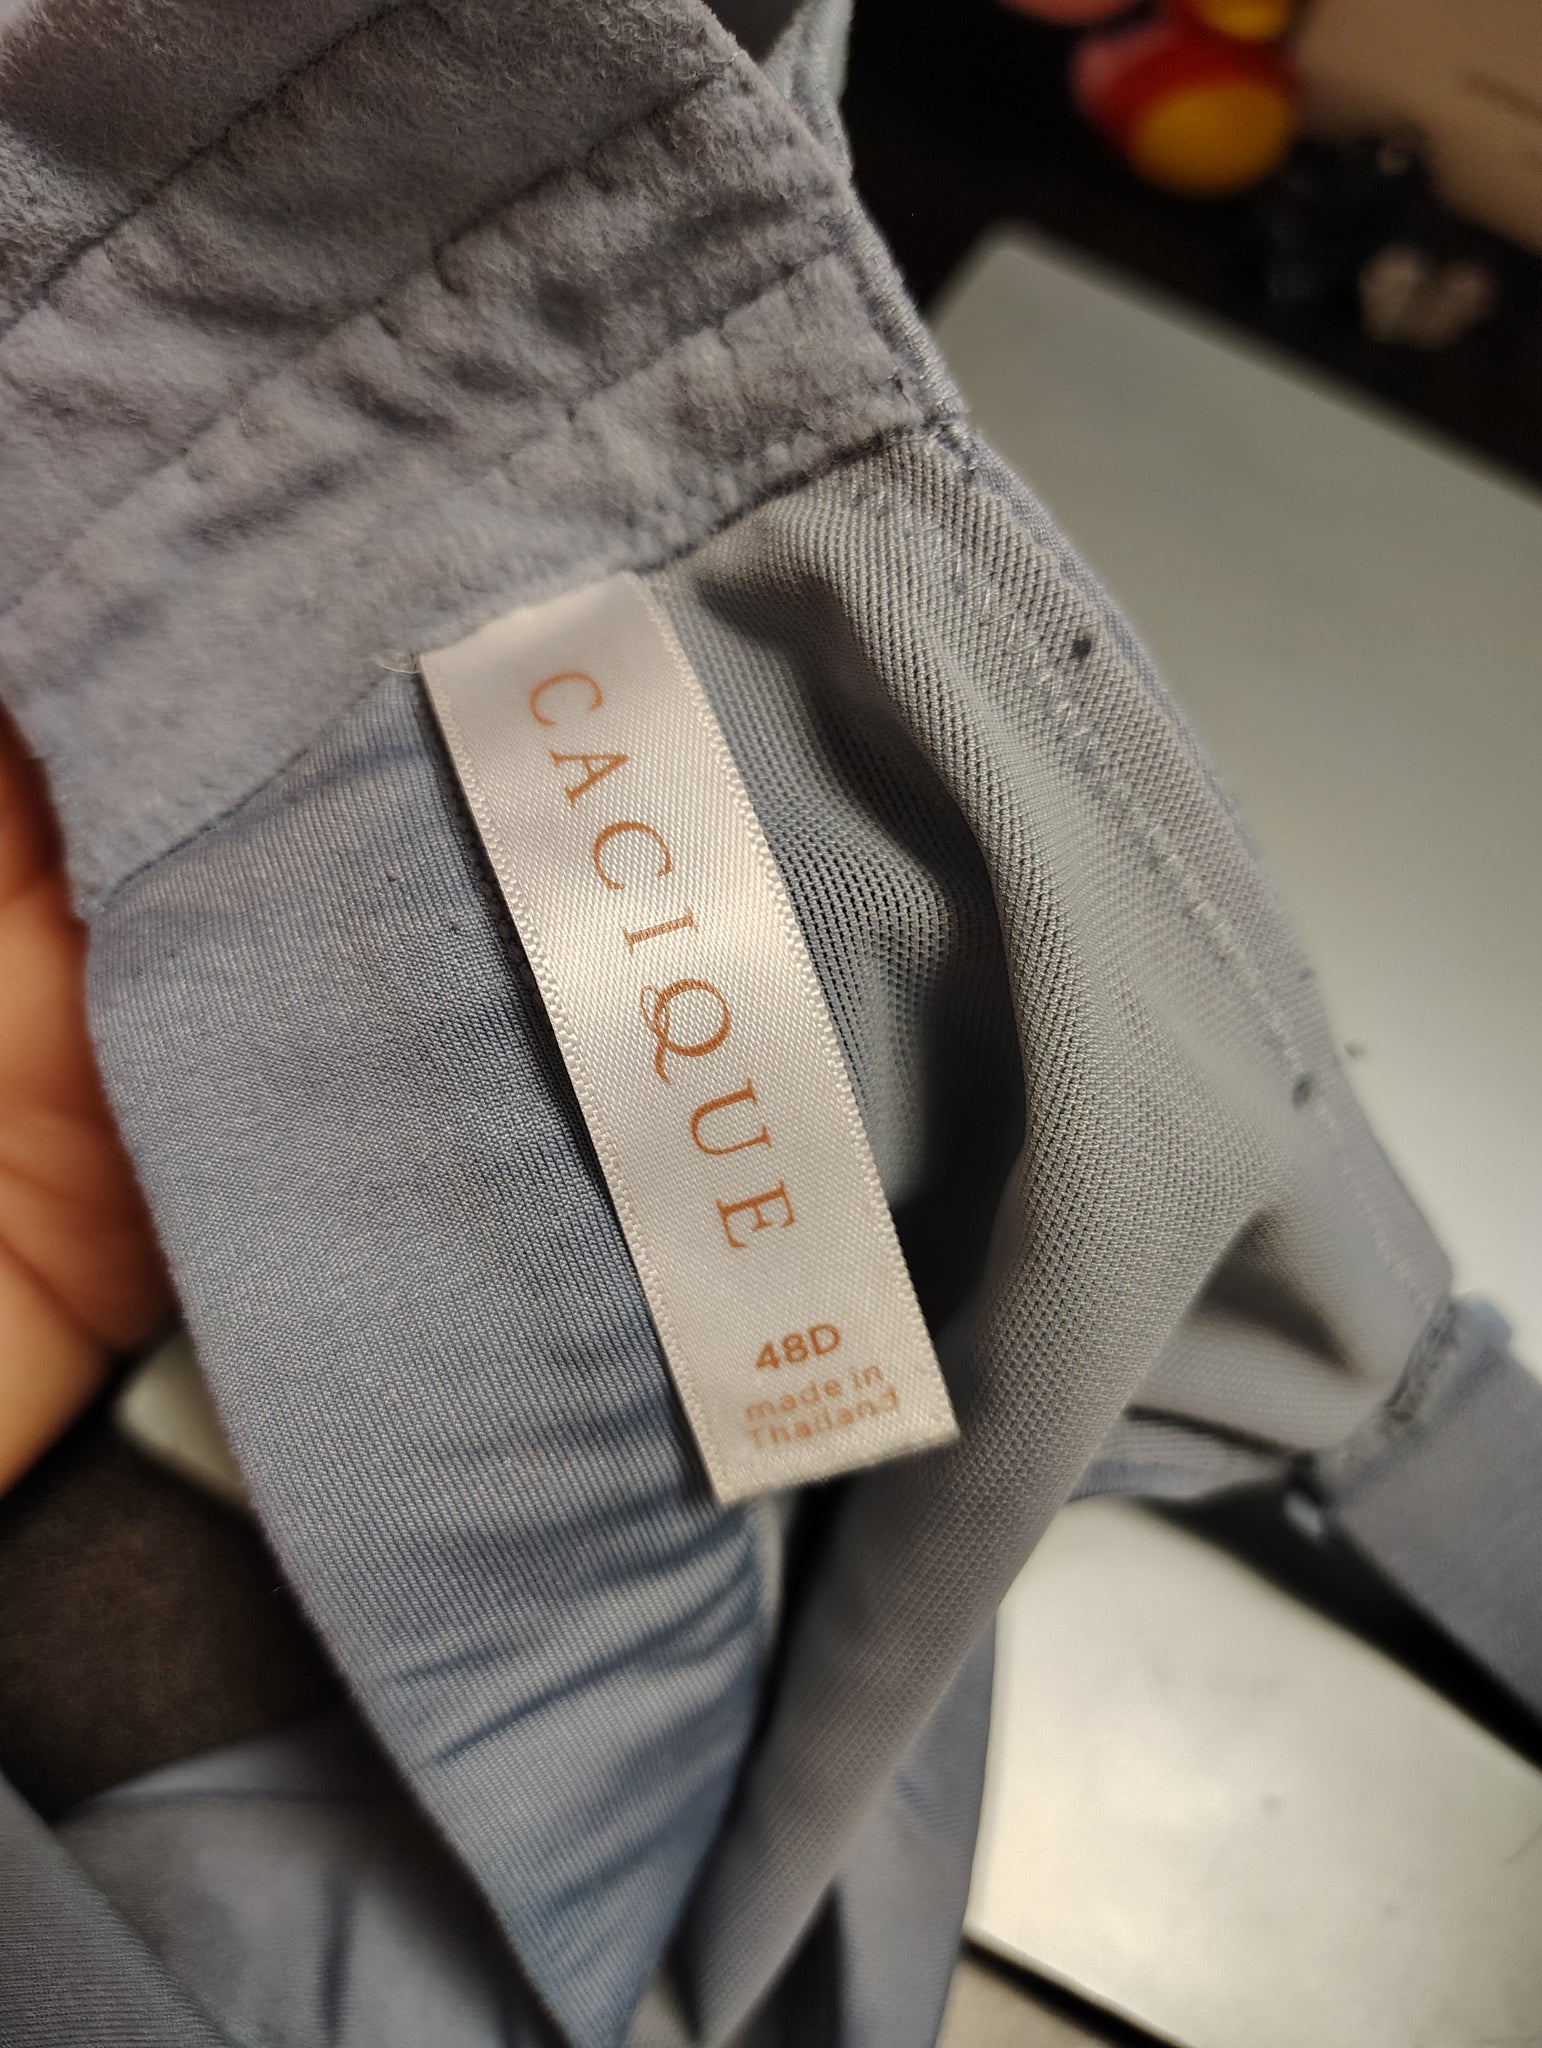 CACIQUE
48D
made in
Thailand